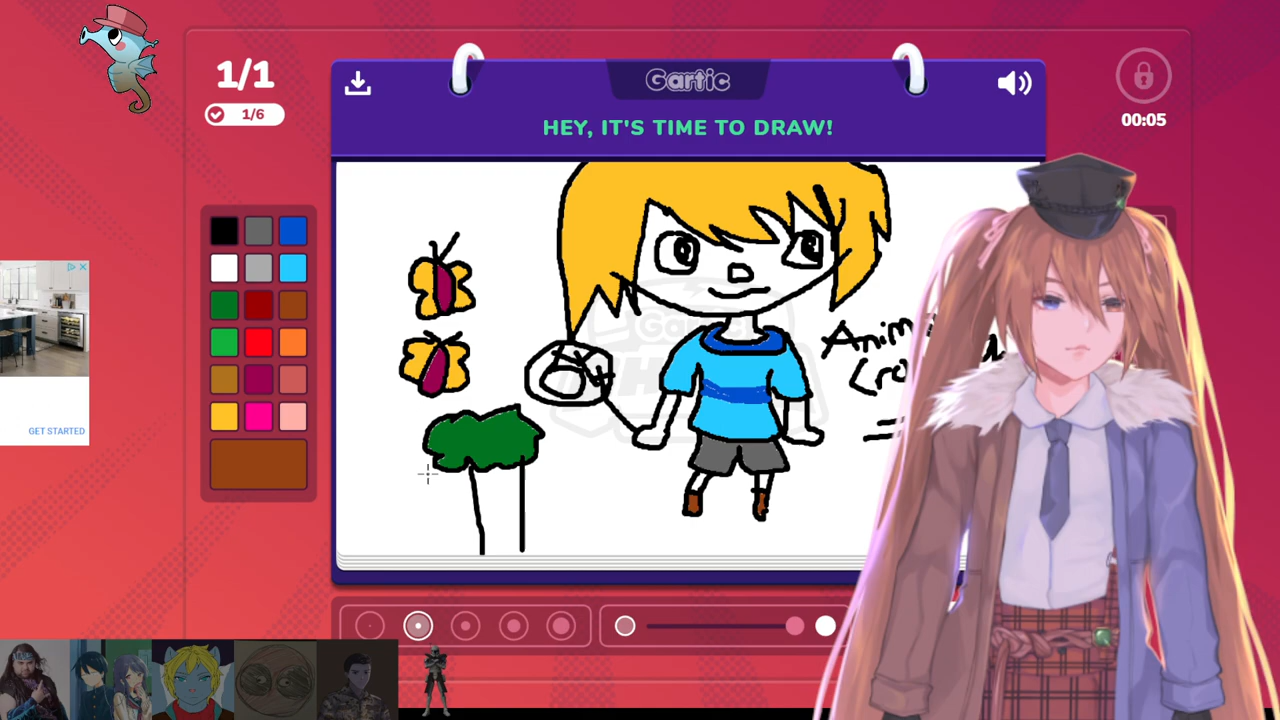 1/1
1/6
Gartic
HEY, IT'S TIME TO DRAW!
00:05
=
GET STARTED